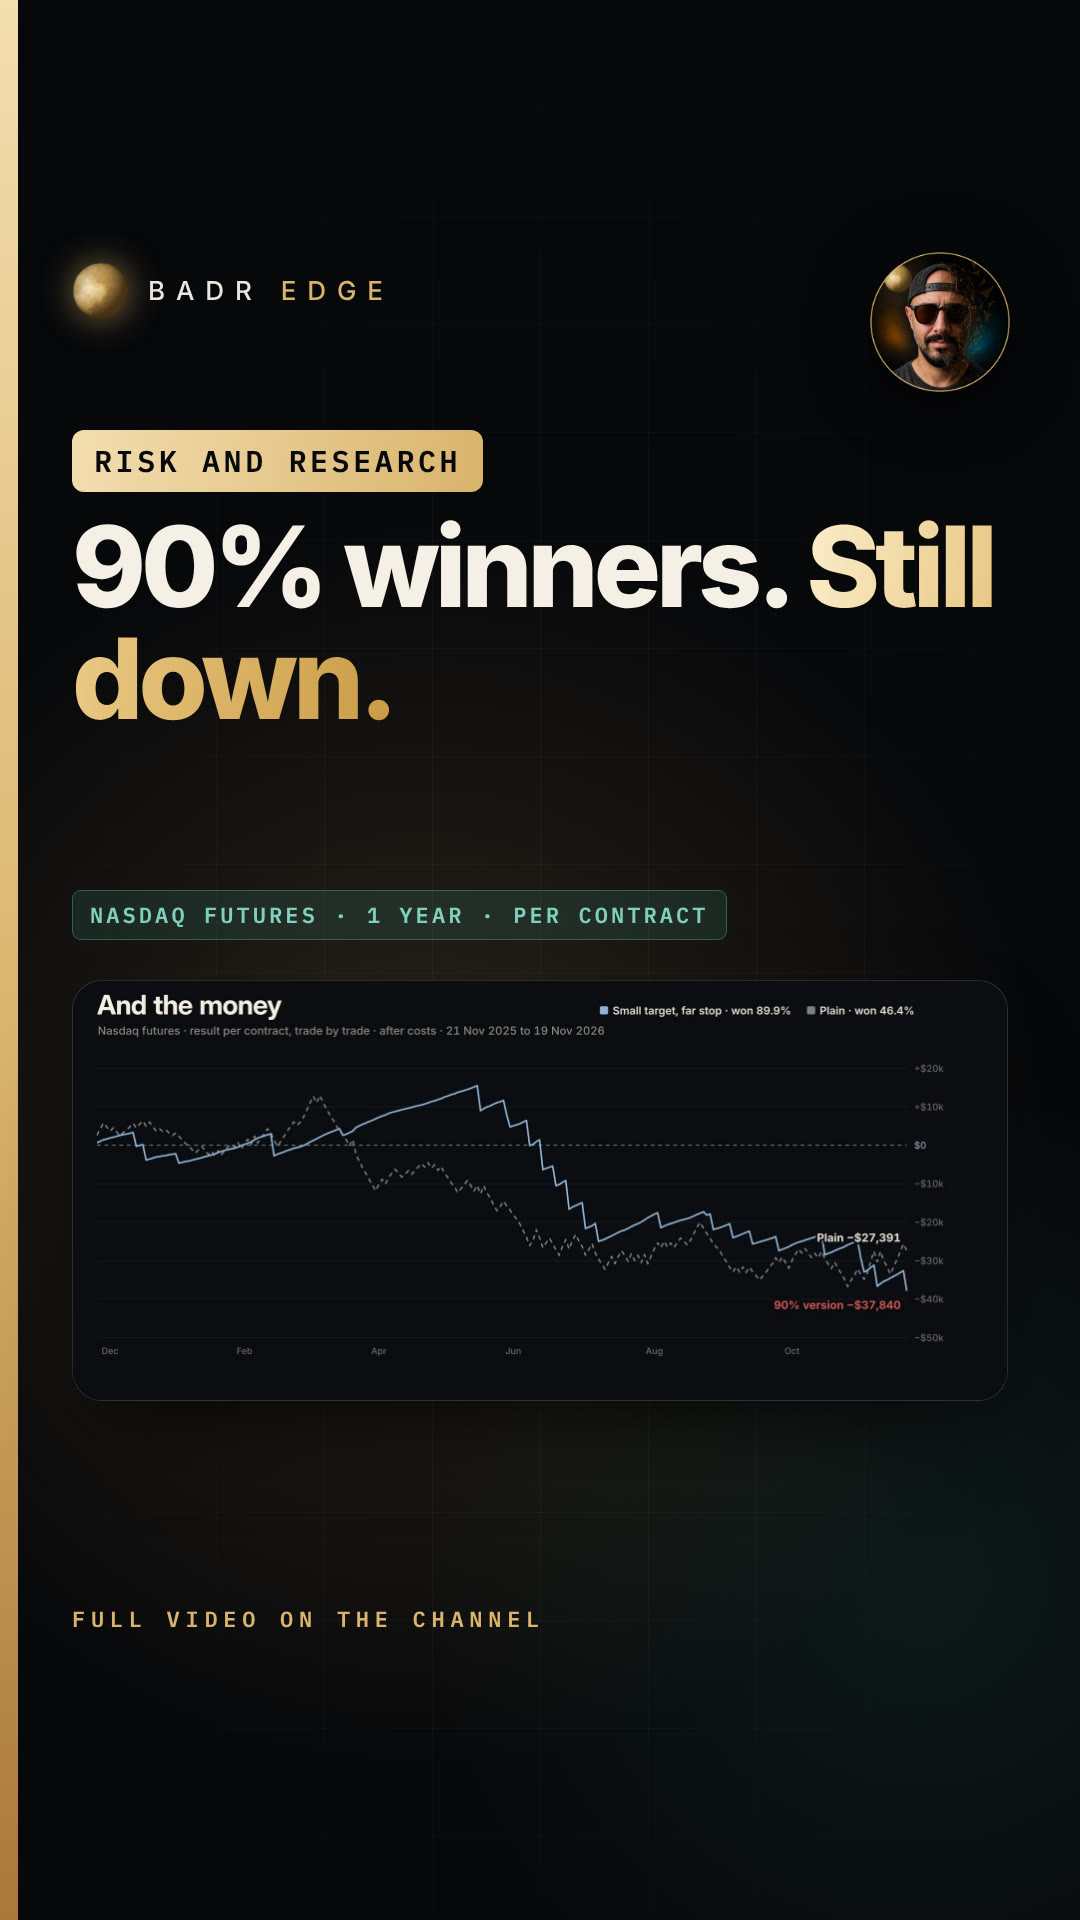 BADR EDGE
RISK AND RESEARCH
90% winners. Still
down.
NASDAQ FUTURES · 1 YEAR · PER CONTRACT
And the money
Small target, far stop · won 89.9%
Plain · won 46.4%
Nasdaq futures · result per contract, trade by trade · after costs · 21 Nov 2025 to 19 Nov 2026
+$20k
+$10k
$0
−$10k
−$20k
Plain −$27,391
−$30k
−$40k
90% version −$37,840
−$50k
Dec Feb Apr Jun Aug Oct
FULL VIDEO ON THE CHANNEL